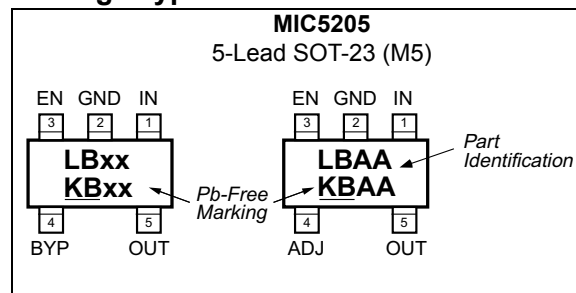 MIC5205
5-Lead SOT-23 (M5)
EN GND IN
3 2 1
LBxx
KBxx
4 5
BYP OUT
Pb-Free
Marking
EN GND IN
3 2 1
LBAA
KBAA
4 5
ADJ OUT
Part
Identification